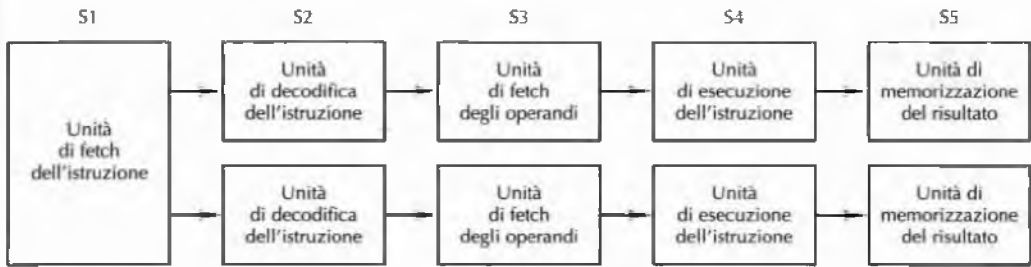 S1 S2 S3 S4 S5
Unità
di fetch
dell'istruzione
Unità
di decodifica
dell'istruzione
Unità
di fetch
degli operandi
Unità
di esecuzione
dell'istruzione
Unità di
memorizzazione
del risultato
Unità
di decodifica
dell'istruzione
Unità
di fetch
degli operandi
Unità
di esecuzione
dell'istruzione
Unità di
memorizzazione
del risultato